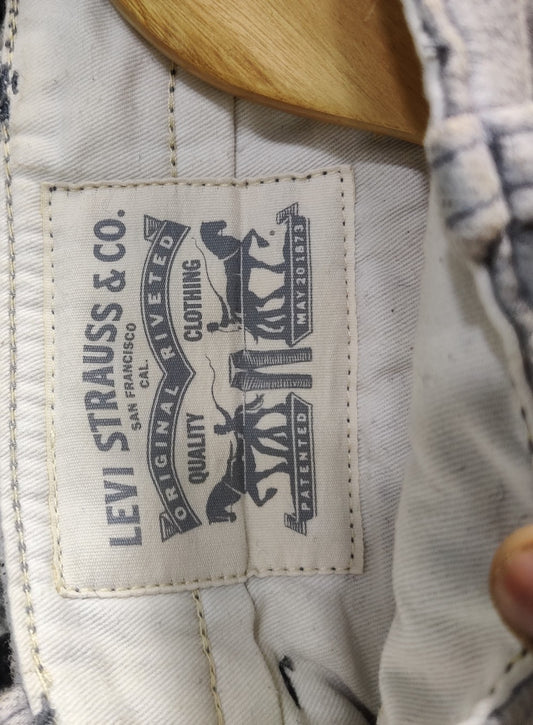 LEVI STRAUSS & CO.
SAN FRANCISCO
CAL.
ORIGINAL RIVETED
QUALITY CLOTHING
PATENTED MAY 20 1873